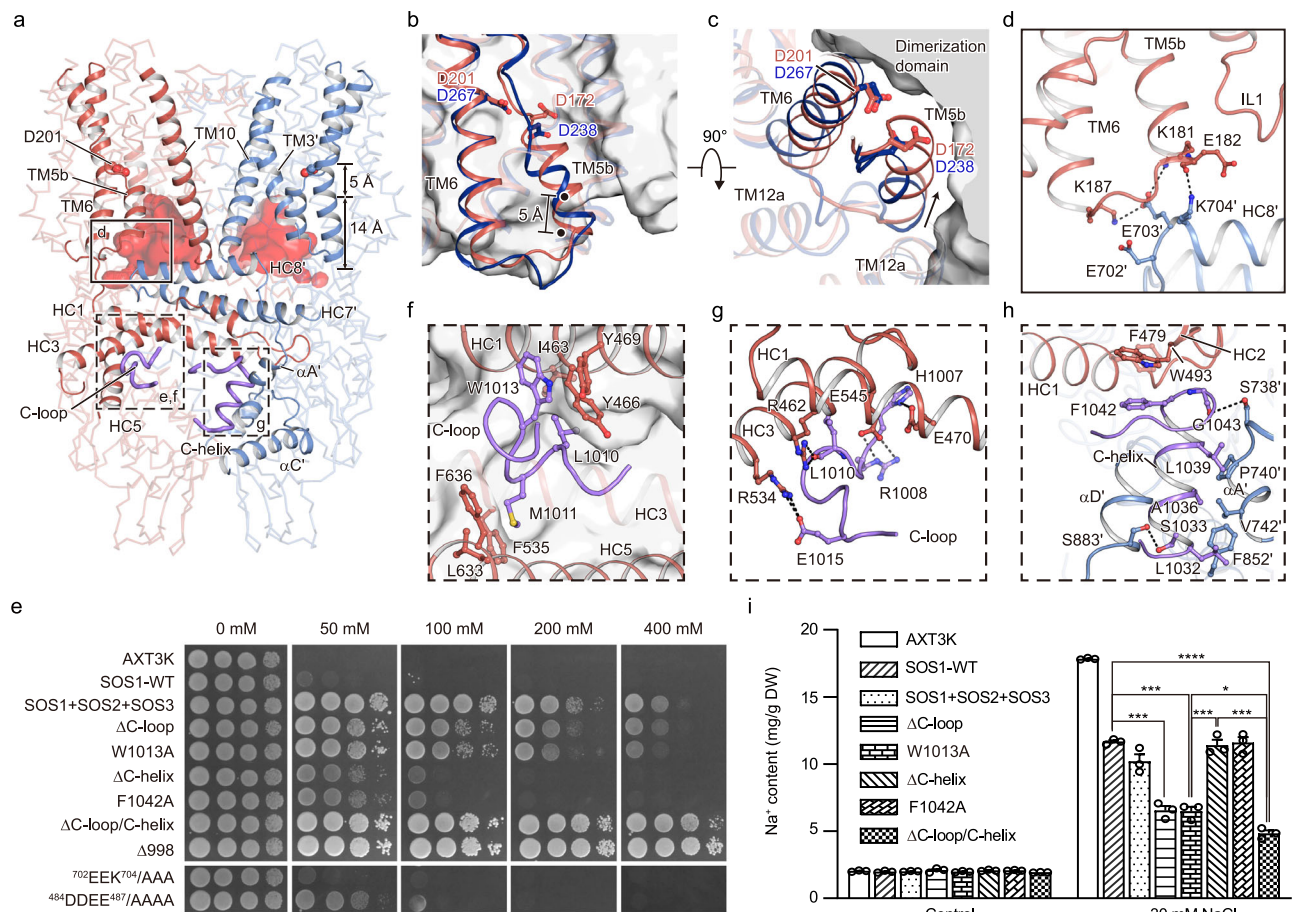 a
D201
TM10
TM3'
TM5b
TM6
5 Å
14 Å
d
HC8'
HC1
HC7'
HC3
αA'
C-loop
e,f
HC5
g
C-helix
αC'
b
D201
D267
D172
D238
TM6
TM5b
5 Å
90°
c
D201
D267
Dimerization
domain
TM6
TM5b
D172
D238
TM12a
TM12a
d
TM5b
IL1
TM6
K181
E182
K187
K704'
HC8'
E703'
E702'
f
HC1
I463
Y469
W1013
Y466
C-loop
L1010
F636
M1011
HC3
F535
HC5
L633
g
HC1
H1007
R462
E545
HC3
E470
L1010
R534
R1008
C-loop
E1015
h
F479
HC2
HC1
W493
S738'
F1042
G1043
C-helix
L1039
P740'
αD'
αA'
A1036
S1033
V742'
S883'
L1032
F852'
e
0 mM 50 mM 100 mM 200 mM 400 mM
AXT3K
SOS1-WT
SOS1+SOS2+SOS3
ΔC-loop
W1013A
ΔC-helix
F1042A
ΔC-loop/C-helix
Δ998
⁷⁰²EEK⁷⁰⁴/AAA
⁴⁸⁴DDEE⁴⁸⁷/AAAA
i
Na⁺ content (mg/g DW)
20
15
10
5
0
AXT3K
SOS1-WT
SOS1+SOS2+SOS3
ΔC-loop
W1013A
ΔC-helix
F1042A
ΔC-loop/C-helix
****
*** *
*** *** ***